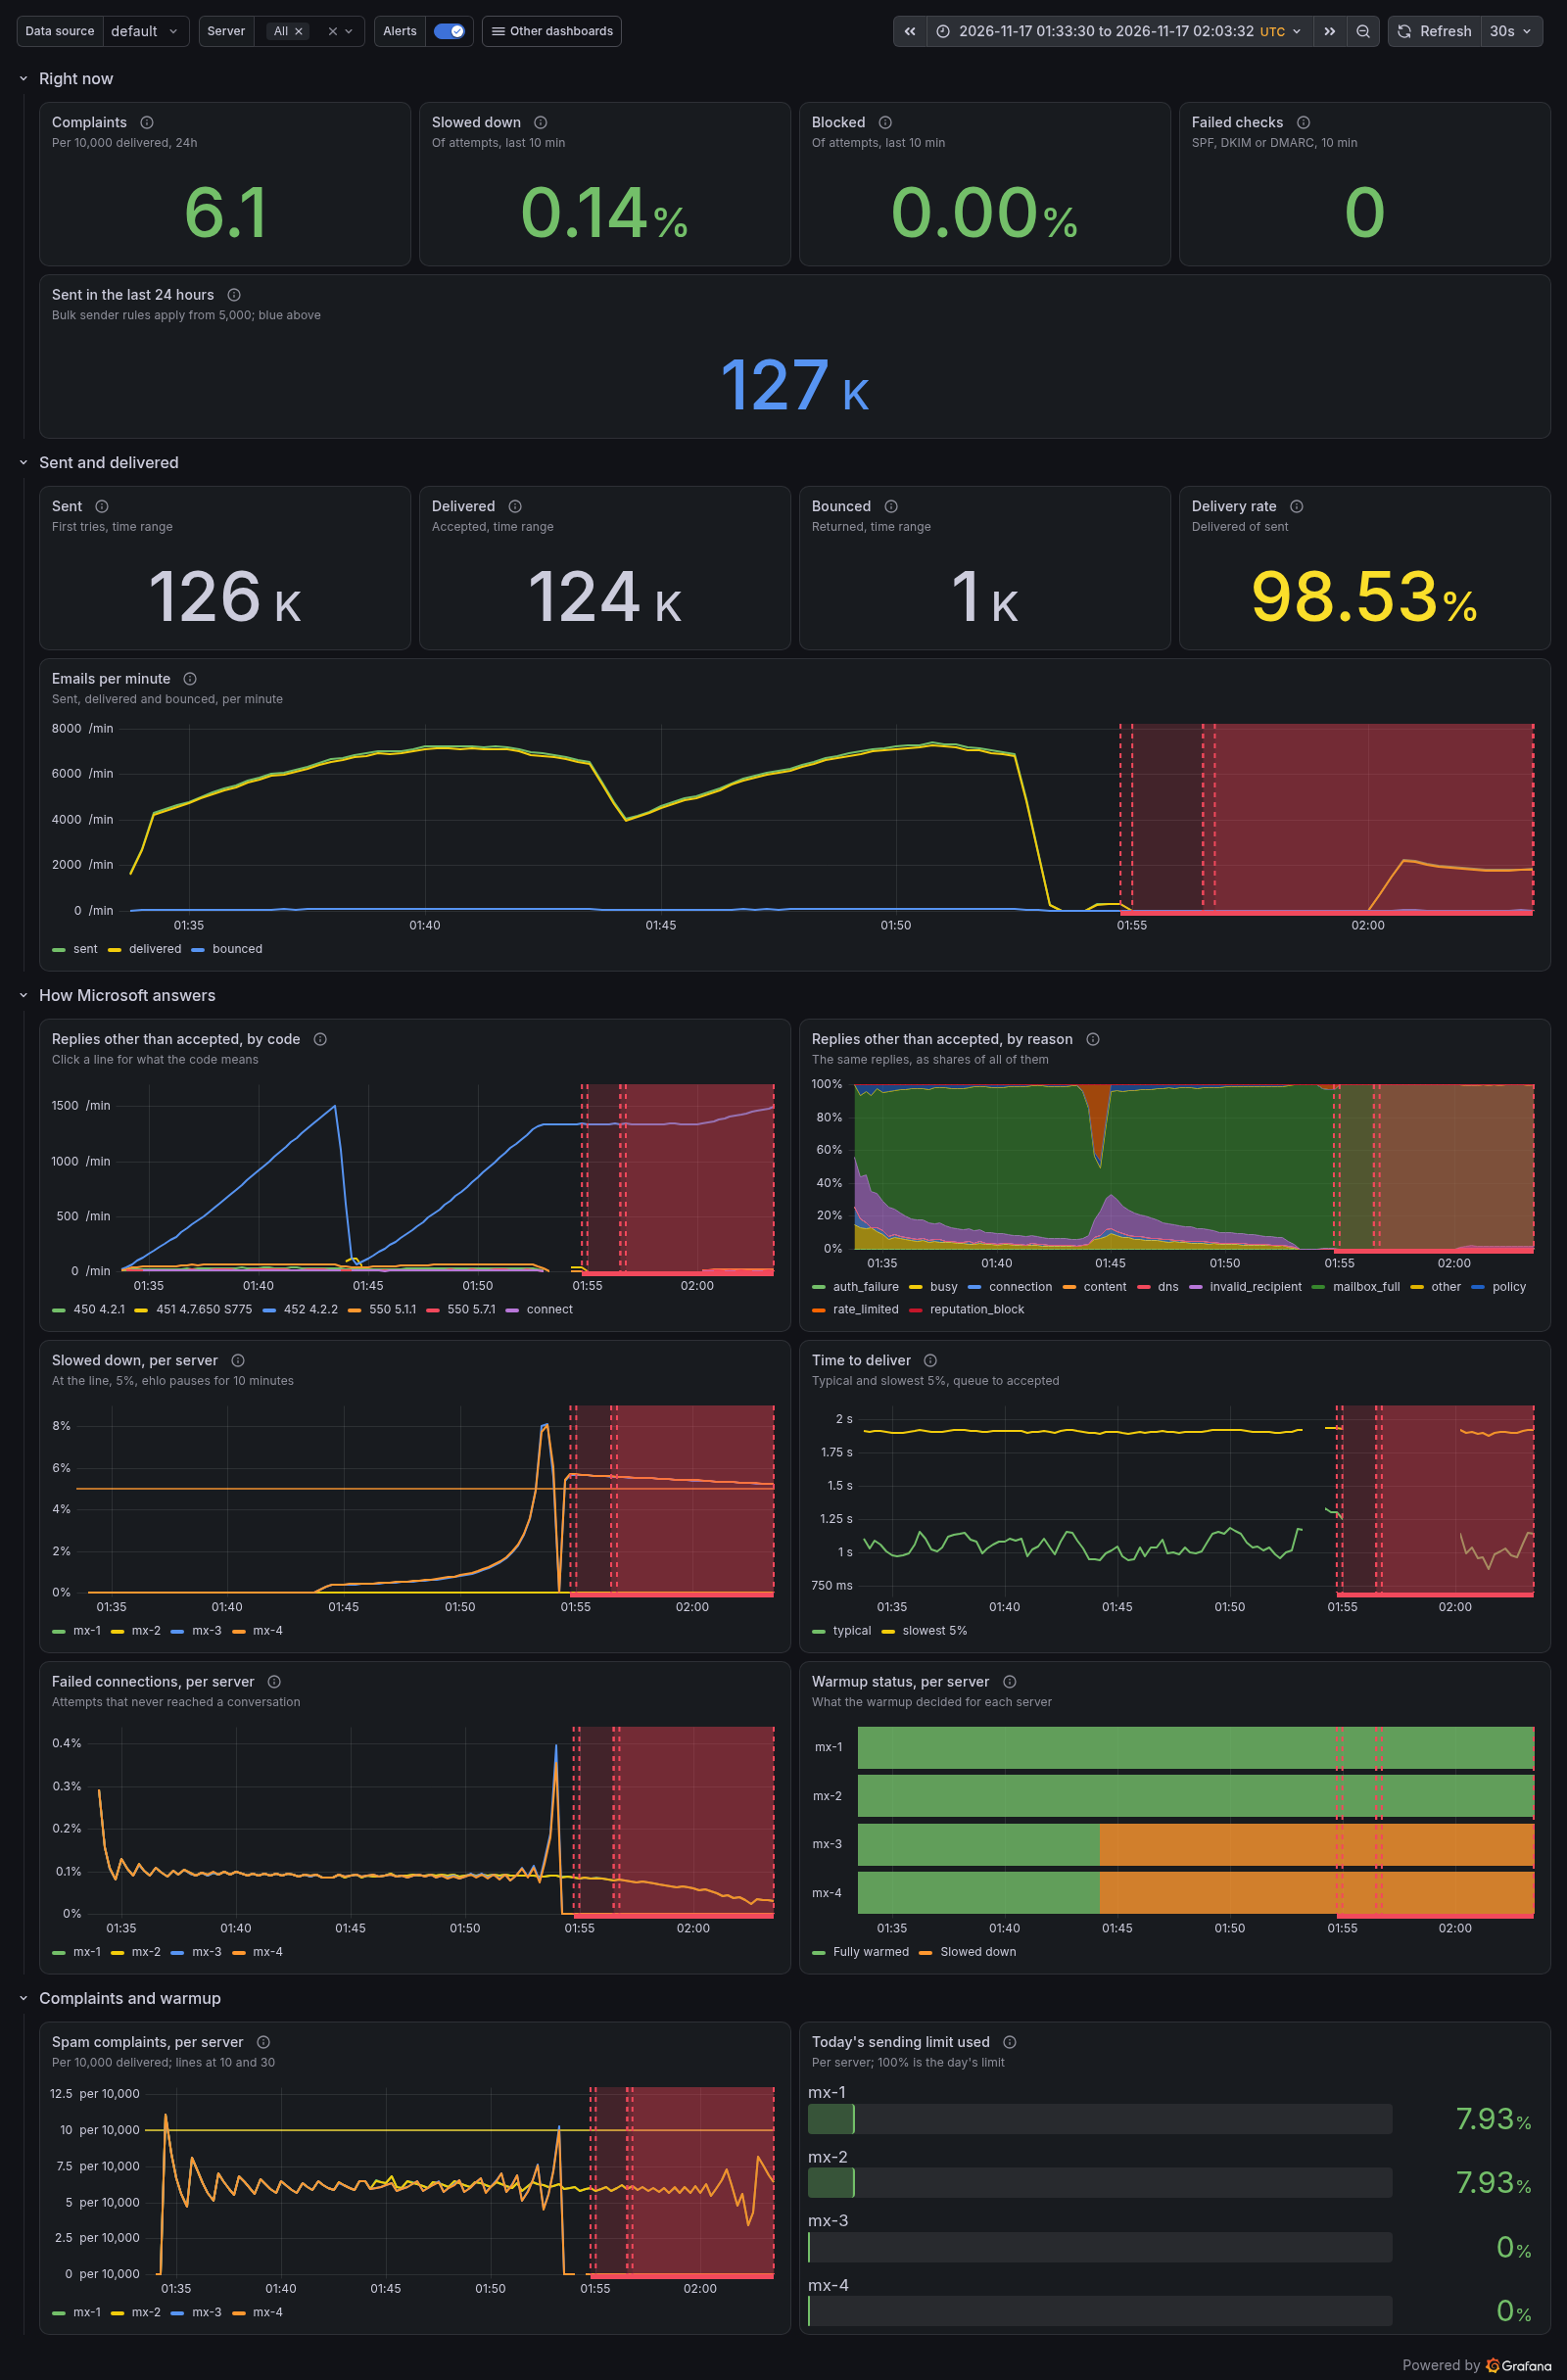 Data source default Server All Alerts Other dashboards 2026-11-17 01:33:30 to 2026-11-17 02:03:32 UTC Refresh 30s
Right now
Complaints
Per 10,000 delivered, 24h
6.1
Slowed down
Of attempts, last 10 min
0.14%
Blocked
Of attempts, last 10 min
0.00%
Failed checks
SPF, DKIM or DMARC, 10 min
0
Sent in the last 24 hours
Bulk sender rules apply from 5,000; blue above
127 K
Sent and delivered
Sent
First tries, time range
126 K
Delivered
Accepted, time range
124 K
Bounced
Returned, time range
1 K
Delivery rate
Delivered of sent
98.53%
Emails per minute
Sent, delivered and bounced, per minute
8000 /min
6000 /min
4000 /min
2000 /min
0 /min
01:35 01:40 01:45 01:50 01:55 02:00
sent delivered bounced
How Microsoft answers
Replies other than accepted, by code
Click a line for what the code means
1500 /min
1000 /min
500 /min
0 /min
01:35 01:40 01:45 01:50 01:55 02:00
450 4.2.1 451 4.7.650 S775 452 4.2.2 550 5.1.1 550 5.7.1 connect
Replies other than accepted, by reason
The same replies, as shares of all of them
100%
80%
60%
40%
20%
0%
01:35 01:40 01:45 01:50 01:55 02:00
auth_failure busy connection content dns invalid_recipient mailbox_full other policy
rate_limited reputation_block
Slowed down, per server
At the line, 5%, ehlo pauses for 10 minutes
8%
6%
4%
2%
0%
01:35 01:40 01:45 01:50 01:55 02:00
mx-1 mx-2 mx-3 mx-4
Time to deliver
Typical and slowest 5%, queue to accepted
2 s
1.75 s
1.5 s
1.25 s
1 s
750 ms
01:35 01:40 01:45 01:50 01:55 02:00
typical slowest 5%
Failed connections, per server
Attempts that never reached a conversation
0.4%
0.3%
0.2%
0.1%
0%
01:35 01:40 01:45 01:50 01:55 02:00
mx-1 mx-2 mx-3 mx-4
Warmup status, per server
What the warmup decided for each server
mx-1
mx-2
mx-3
mx-4
01:35 01:40 01:45 01:50 01:55 02:00
Fully warmed Slowed down
Complaints and warmup
Spam complaints, per server
Per 10,000 delivered; lines at 10 and 30
12.5 per 10,000
10 per 10,000
7.5 per 10,000
5 per 10,000
2.5 per 10,000
0 per 10,000
01:35 01:40 01:45 01:50 01:55 02:00
mx-1 mx-2 mx-3 mx-4
Today's sending limit used
Per server; 100% is the day's limit
mx-1
7.93%
mx-2
7.93%
mx-3
0%
mx-4
0%
Powered by Grafana